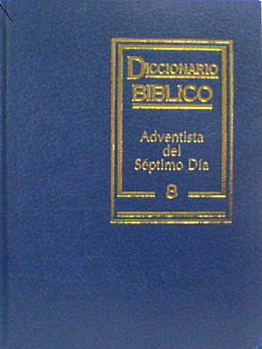 DICCIONARIO
BIBLICO
Adventista
del
Séptimo Día
8